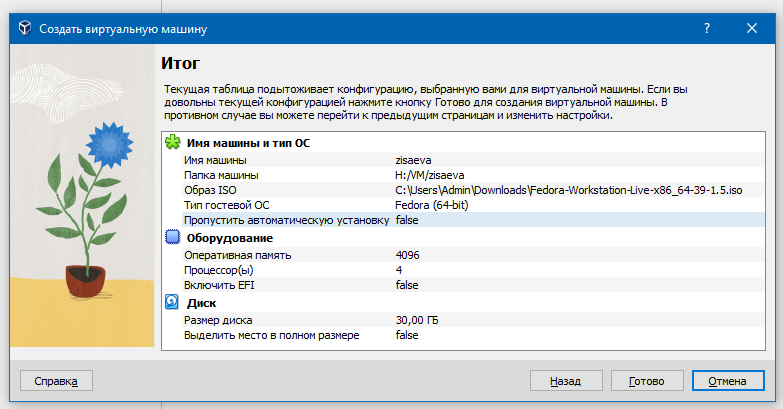 Создать виртуальную машину
?
Итог
Текущая таблица подытоживает конфигурацию, выбранную вами для виртуальной машины. Если вы
довольны текущей конфигурацией нажмите кнопку Готово для создания виртуальной машины. В
противном случае вы можете перейти к предыдущим страницам и изменить настройки.
Имя машины и тип ОС
Имя машины zisaeva
Папка машины H:/VM/zisaeva
Образ ISO C:\Users\Admin\Downloads\Fedora-Workstation-Live-x86_64-39-1.5.iso
Тип гостевой ОС Fedora (64-bit)
Пропустить автоматическую установку false
Оборудование
Оперативная память 4096
Процессор(ы) 4
Включить EFI false
Диск
Размер диска 30,00 ГБ
Выделить место в полном размере false
Справка Назад Готово Отмена